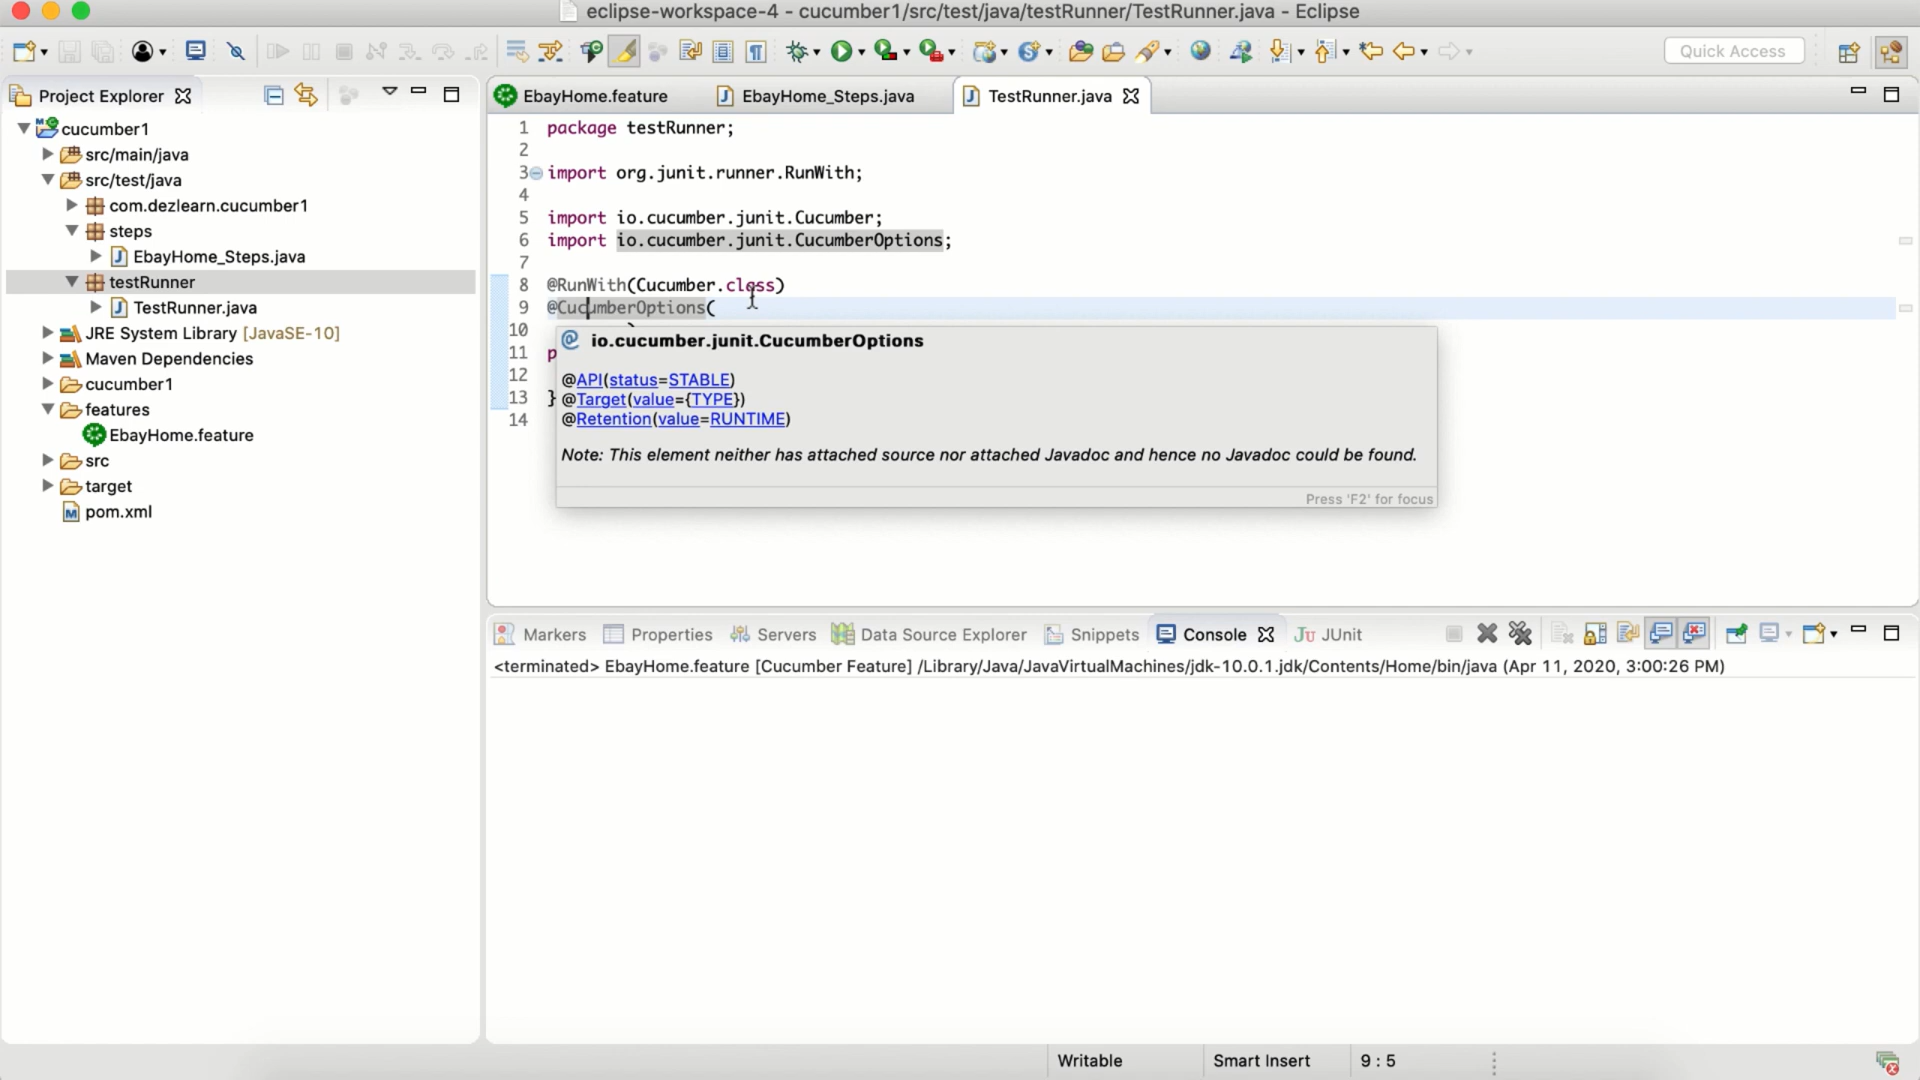 eclipse-workspace-4 - cucumber1/src/test/java/testRunner/TestRunner.java - Eclipse
Quick Access
Project Explorer
cucumber1
src/main/java
src/test/java
com.dezlearn.cucumber1
steps
EbayHome_Steps.java
testRunner
TestRunner.java
JRE System Library [JavaSE-10]
Maven Dependencies
cucumber1
features
EbayHome.feature
src
target
pom.xml
EbayHome.feature
EbayHome_Steps.java
TestRunner.java
1 package testRunner;
2
3 import org.junit.runner.RunWith;
4
5 import io.cucumber.junit.Cucumber;
6 import io.cucumber.junit.CucumberOptions;
7
8 @RunWith(Cucumber.class)
9 @CucumberOptions(
10
11 p
12
13 }
14
@ io.cucumber.junit.CucumberOptions
@API(status=STABLE)
@Target(value={TYPE})
@Retention(value=RUNTIME)
Note: This element neither has attached source nor attached Javadoc and hence no Javadoc could be found.
Press 'F2' for focus
Markers
Properties
Servers
Data Source Explorer
Snippets
Console
JUnit
<terminated> EbayHome.feature [Cucumber Feature] /Library/Java/JavaVirtualMachines/jdk-10.0.1.jdk/Contents/Home/bin/java (Apr 11, 2020, 3:00:26 PM)
Writable
Smart Insert
9 : 5